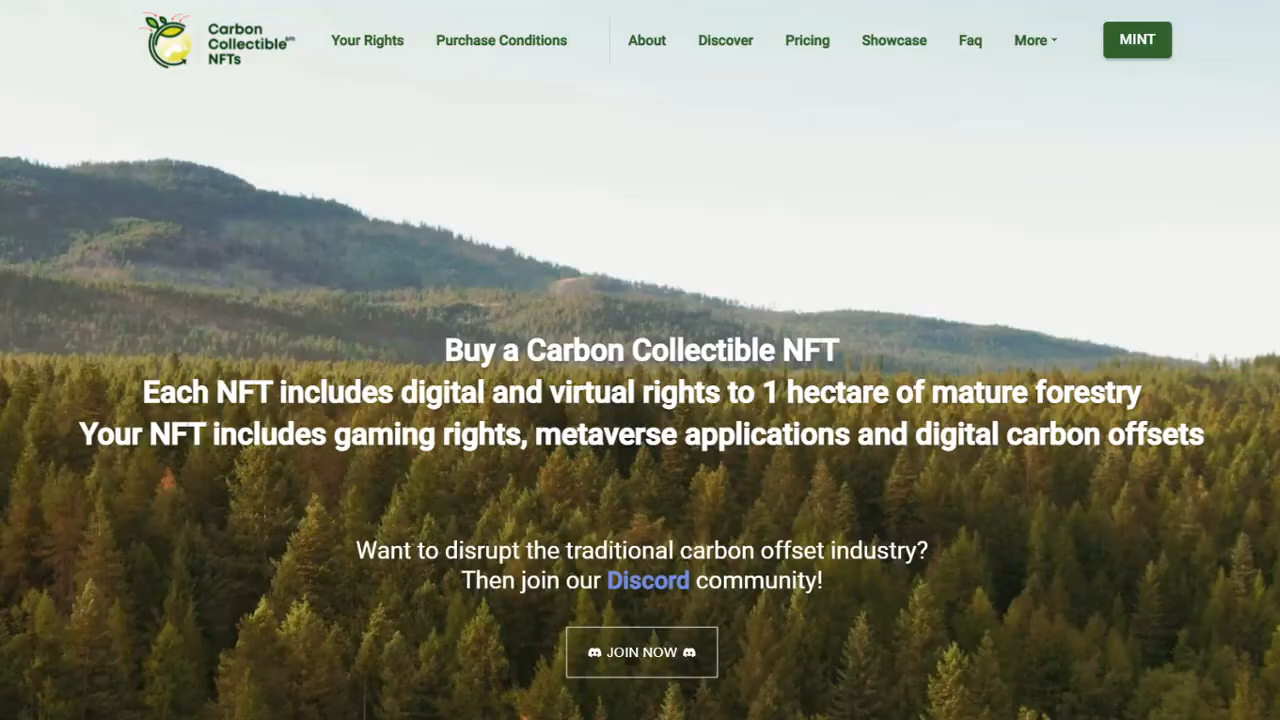 Carbon
Collectible℠
NFTs
Your Rights
Purchase Conditions
About
Discover
Pricing
Showcase
Faq
More
MINT
Buy a Carbon Collectible NFT
Each NFT includes digital and virtual rights to 1 hectare of mature forestry
Your NFT includes gaming rights, metaverse applications and digital carbon offsets
Want to disrupt the traditional carbon offset industry?
Then join our Discord community!
JOIN NOW